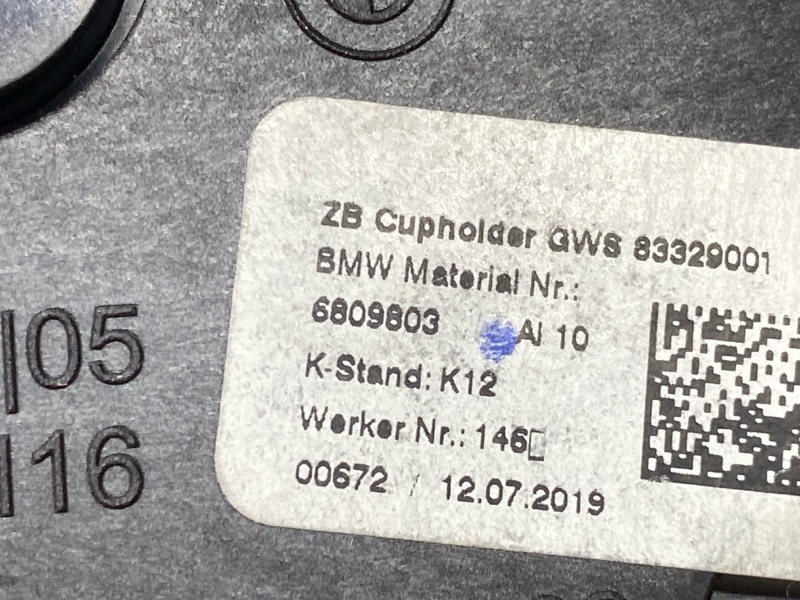 ZB Cupholder GWS 83329001
BMW Material Nr.:
6809803 AI 10
K-Stand: K12
Werker Nr.: 146▯
00672 / 12.07.2019
|05
16